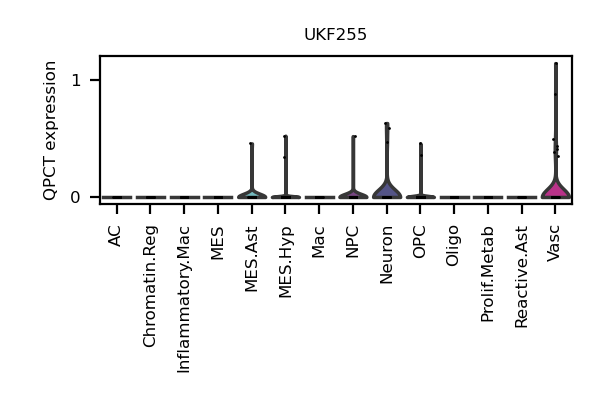 UKF255
QPCT expression
1
0
AC
Chromatin.Reg
Inflammatory.Mac
MES
MES.Ast
MES.Hyp
Mac
NPC
Neuron
OPC
Oligo
Prolif.Metab
Reactive.Ast
Vasc